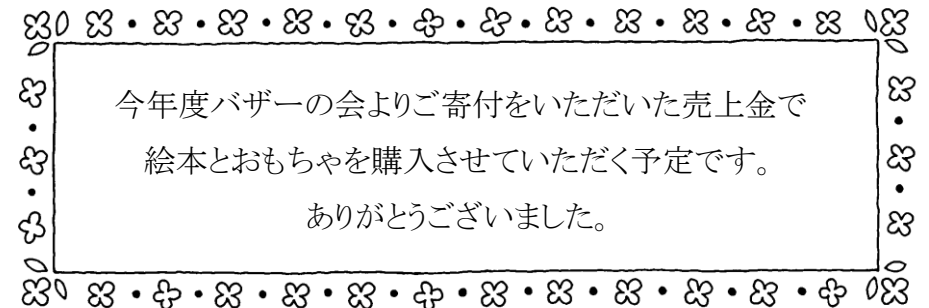 今年度バザーの会よりご寄付をいただいた売上金で
絵本とおもちゃを購入させていただく予定です。
ありがとうございました。